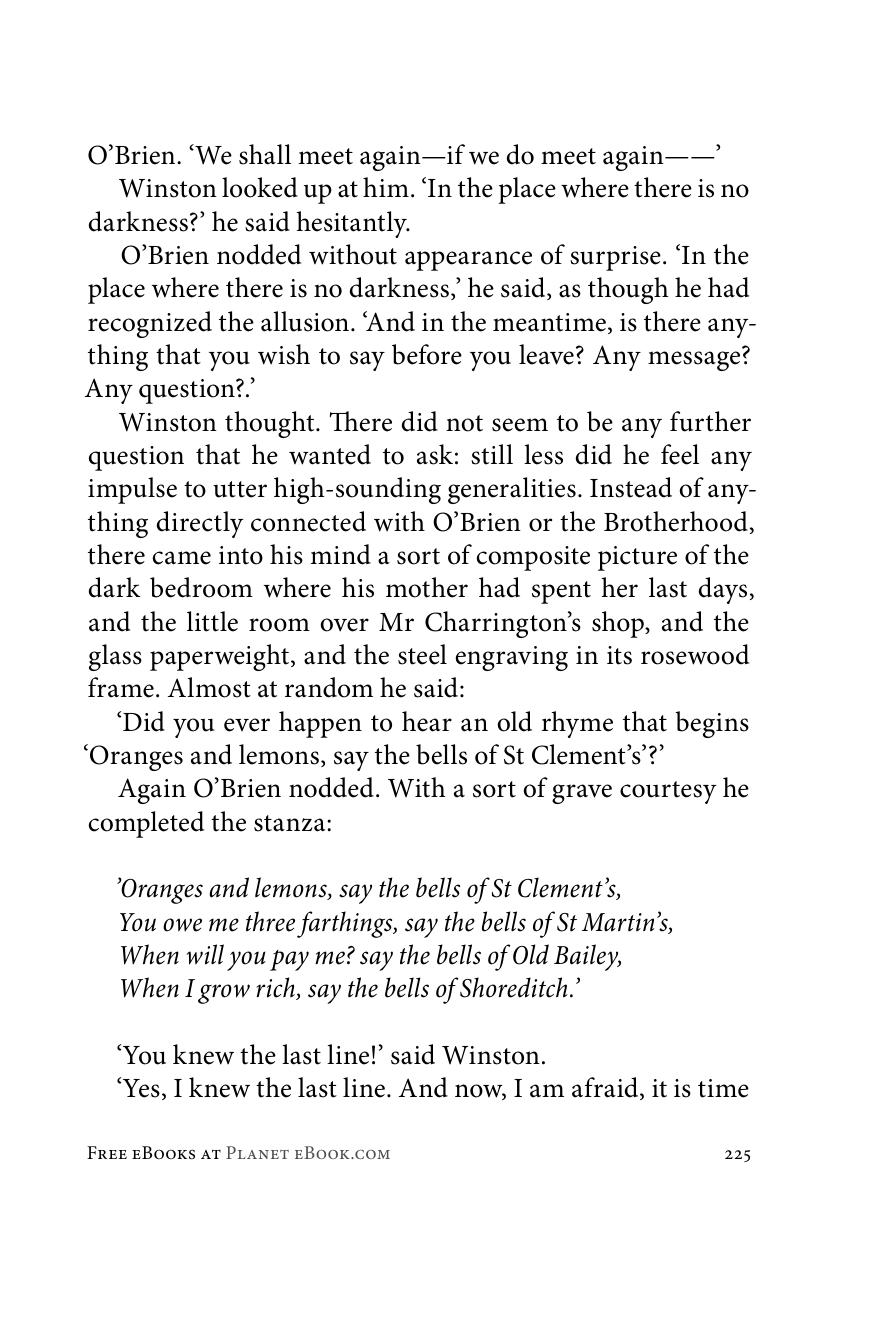 O’Brien. ‘We shall meet again—if we do meet again——’
Winston looked up at him. ‘In the place where there is no
darkness?’ he said hesitantly.
O’Brien nodded without appearance of surprise. ‘In the
place where there is no darkness,’ he said, as though he had
recognized the allusion. ‘And in the meantime, is there any-
thing that you wish to say before you leave? Any message?
Any question?.’
Winston thought. There did not seem to be any further
question that he wanted to ask: still less did he feel any
impulse to utter high-sounding generalities. Instead of any-
thing directly connected with O’Brien or the Brotherhood,
there came into his mind a sort of composite picture of the
dark bedroom where his mother had spent her last days,
and the little room over Mr Charrington’s shop, and the
glass paperweight, and the steel engraving in its rosewood
frame. Almost at random he said:
‘Did you ever happen to hear an old rhyme that begins
‘Oranges and lemons, say the bells of St Clement’s’?’
Again O’Brien nodded. With a sort of grave courtesy he
completed the stanza:
’Oranges and lemons, say the bells of St Clement’s,
You owe me three farthings, say the bells of St Martin’s,
When will you pay me? say the bells of Old Bailey,
When I grow rich, say the bells of Shoreditch.’
‘You knew the last line!’ said Winston.
‘Yes, I knew the last line. And now, I am afraid, it is time
Free eBooks at Planet eBook.com 225